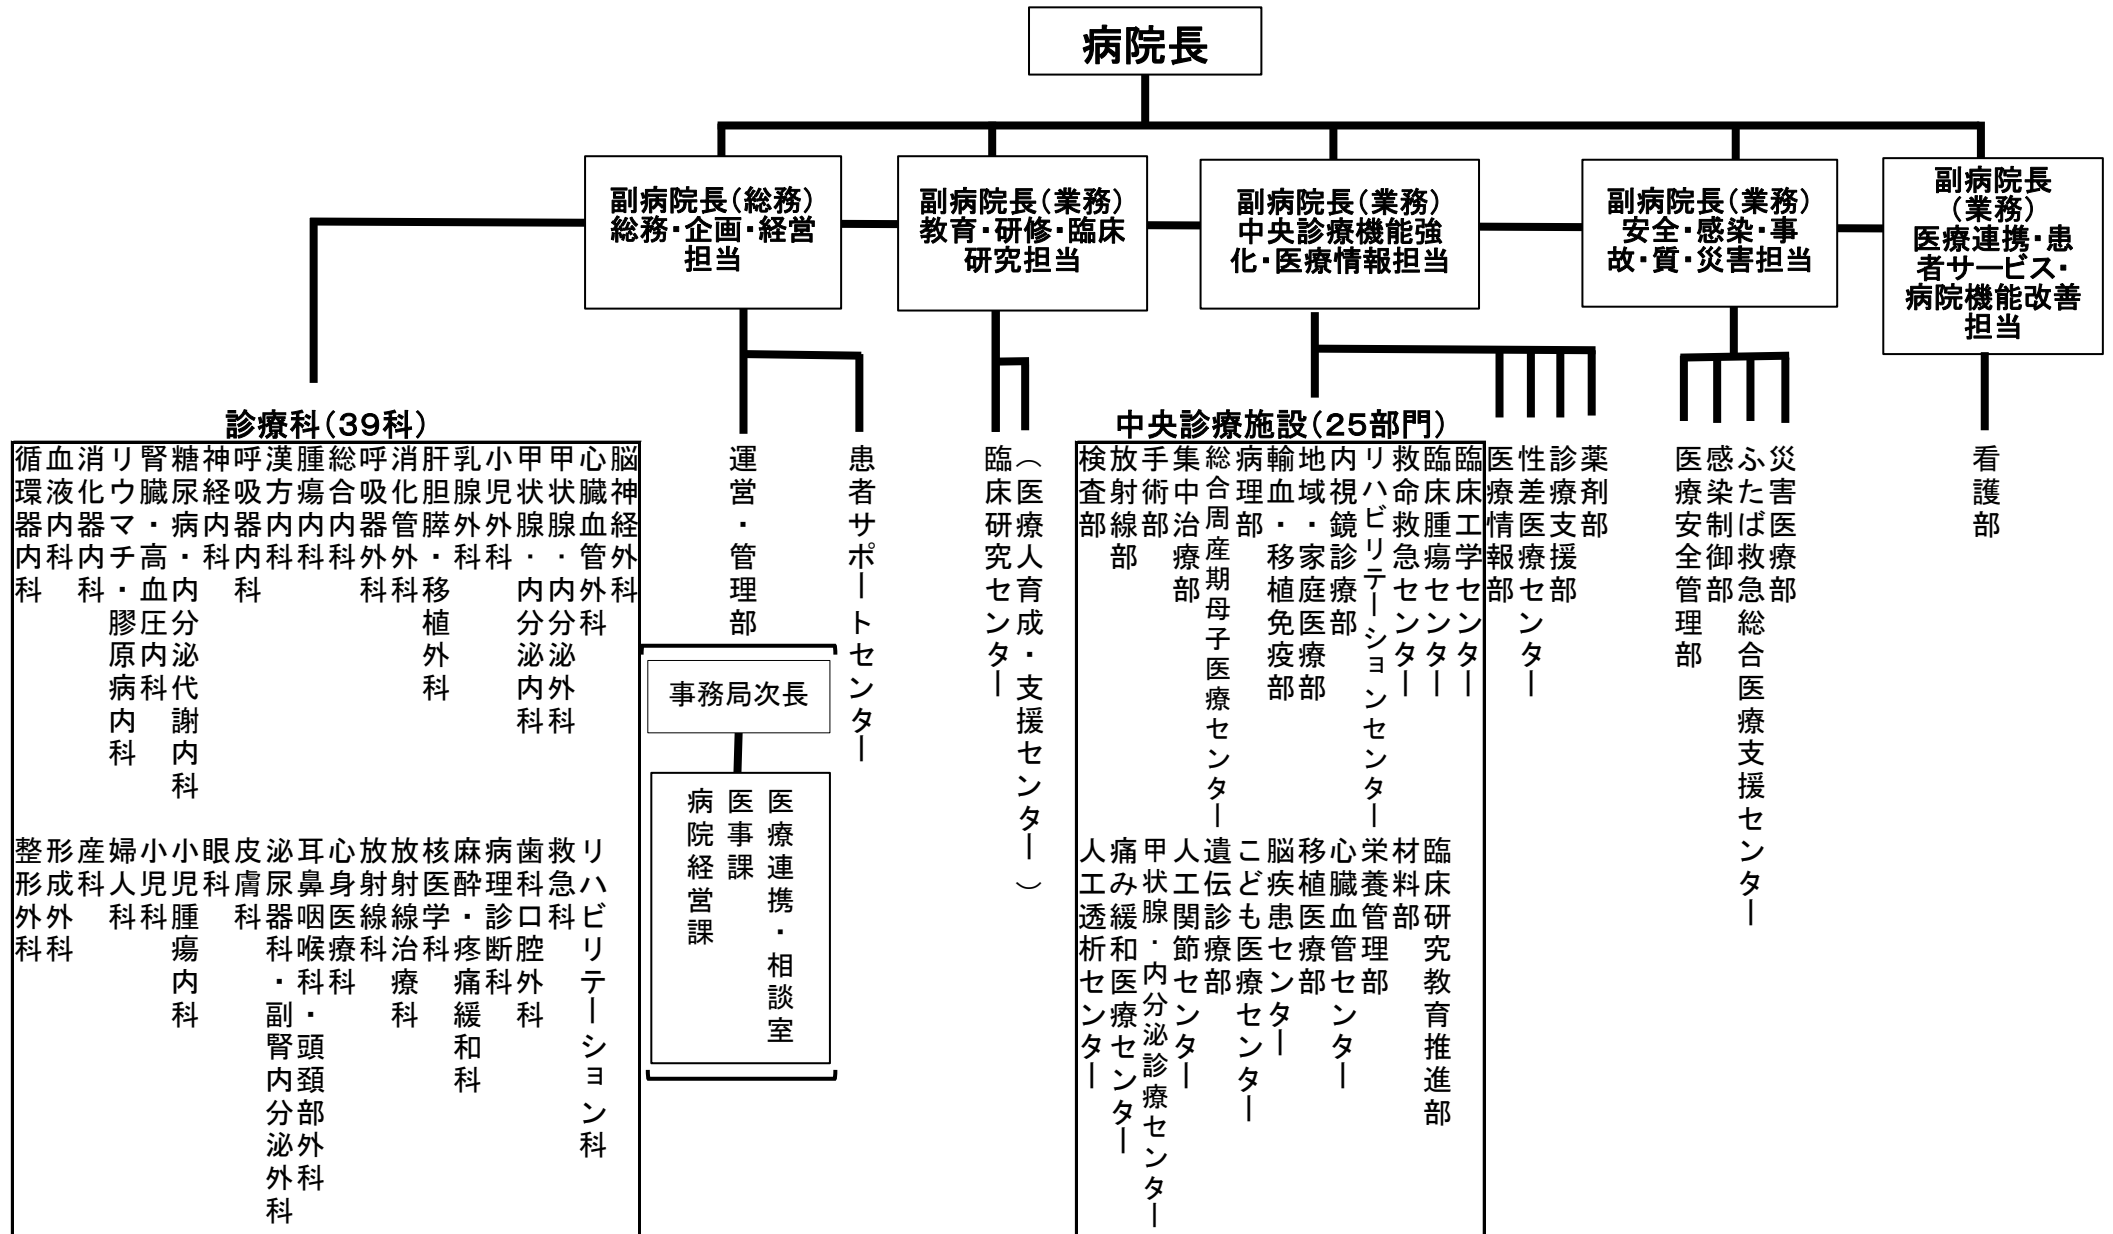 病院長
副病院長(総務)
総務・企画・経営
担当
副病院長(業務)
教育・研修・臨床
研究担当
副病院長(業務)
中央診療機能強
化・医療情報担当
副病院長(業務)
安全・感染・事
故・質・災害担当
副病院長
(業務)
医療連携・患
者サービス・
病院機能改善
担当
診療科(39科)
循環器内科
血液内科
消化器内科
リウマチ・膠原病内科
腎臓・高血圧内科
糖尿病・内分泌代謝内科
神経内科
呼吸器内科
漢方内科
腫瘍内科
総合内科
呼吸器外科
消化管外科
肝胆膵・移植外科
乳腺外科
小児外科
甲状腺・内分泌内科
甲状腺・内分泌外科
心臓血管外科
脳神経外科
整形外科
形成外科
産科
婦人科
小児科
小児腫瘍内科
眼科
皮膚科
泌尿器科・副腎内分泌外科
耳鼻咽喉科・頭頸部外科
心身医療科
放射線科
放射線治療科
核医学科
麻酔・疼痛緩和科
病理診断科
歯科口腔外科
救急科
リハビリテーション科
運営・管理部
事務局次長
病院経営課
医事課
医療連携・相談室
患者サポートセンター
臨床研究センター
(医療人育成・支援センター)
中央診療施設(25部門)
検査部
放射線部
手術部
集中治療部
総合周産期母子医療センター
病理部
輸血・移植免疫部
地域・家庭医療部
内視鏡診療部
リハビリテーションセンター
救命救急センター
臨床腫瘍センター
臨床工学センター
人工透析センター
痛み緩和医療センター
甲状腺・内分泌診療センター
人工関節センター
遺伝診療部
こども医療センター
脳疾患センター
移植医療部
心臓血管センター
栄養管理部
材料部
臨床研究教育推進部
医療情報部
性差医療センター
診療支援部
薬剤部
医療安全管理部
感染制御部
ふたば救急総合医療支援センター
災害医療部
看護部